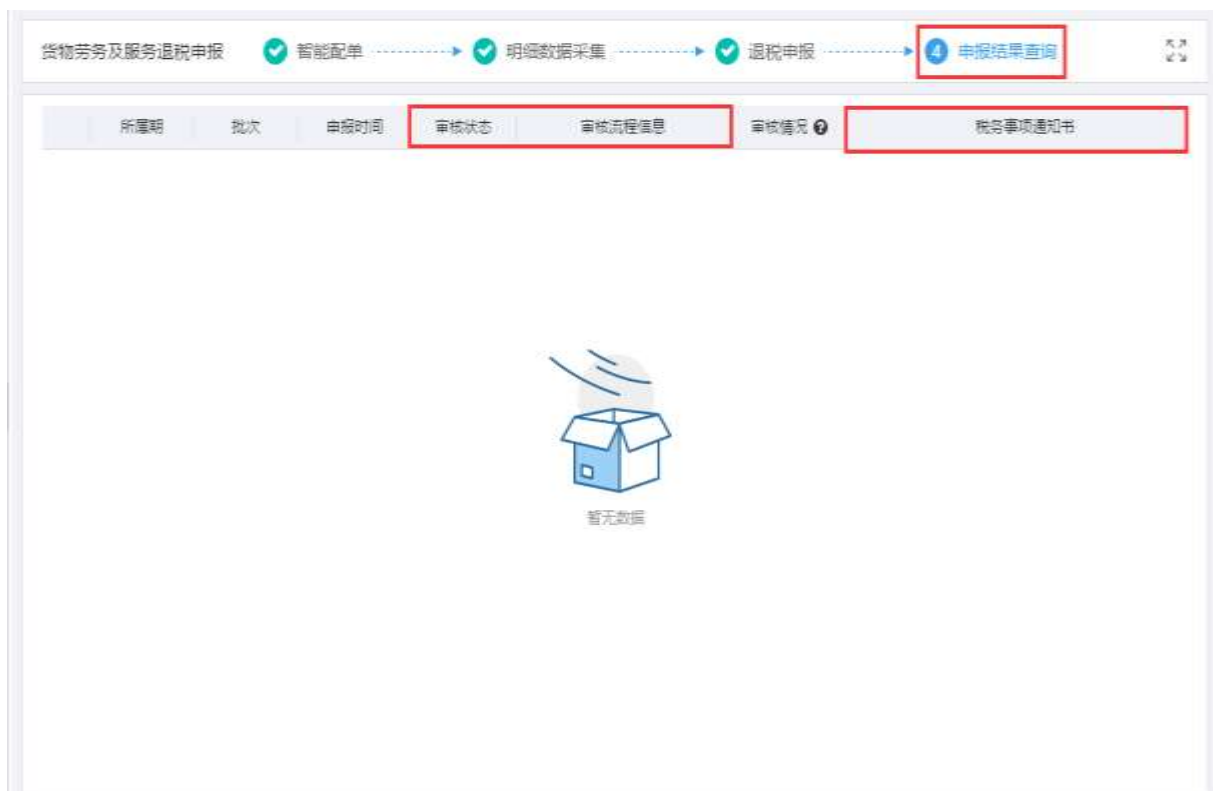 货物劳务及服务退税申报 智能配单 明细数据采集 退税申报 4 申报结果查询
所属期 批次 申报时间 审核状态 审核流程信息 审核情况 ? 税务事项通知书
暂无数据